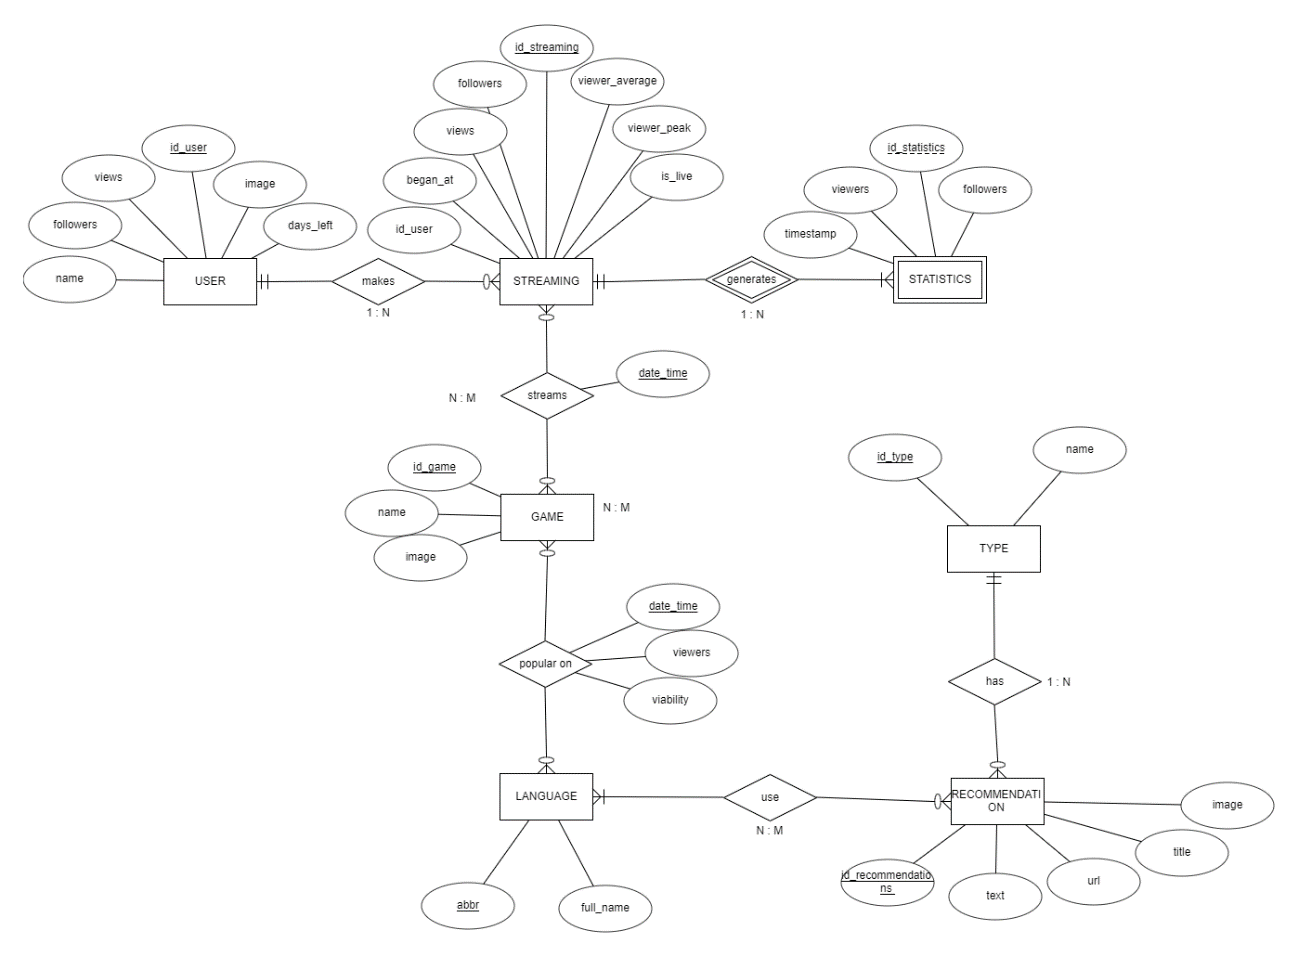 id_streaming
followers
viewer_average
views
viewer_peak
id_user
id_statistics
views
image
began_at
is_live
viewers
followers
followers
days_left
id_user
timestamp
name
USER
makes
STREAMING
generates
STATISTICS
1 : N
1 : N
date_time
N : M
streams
id_game
id_type
name
name
GAME
N : M
image
TYPE
date_time
viewers
popular on
has
1 : N
viability
LANGUAGE
use
RECOMMENDATI
ON
image
N : M
title
id_recommendatio
ns
url
text
abbr
full_name